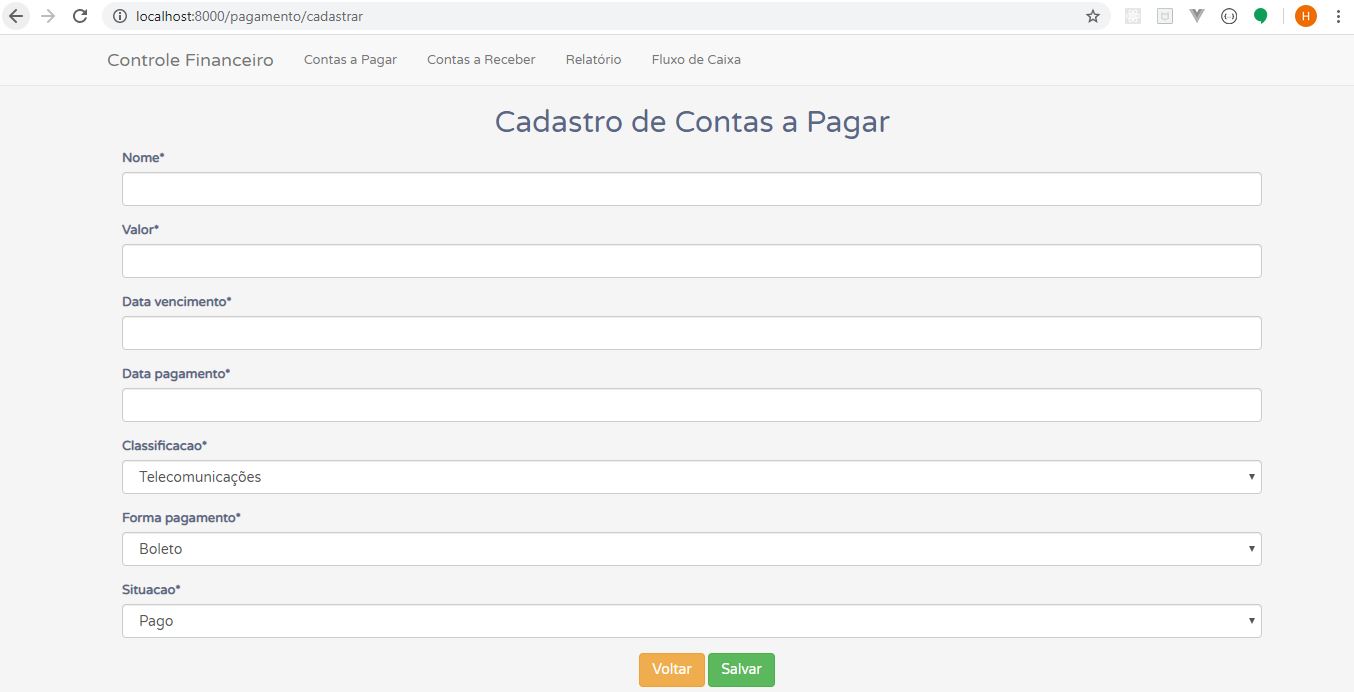 localhost:8000/pagamento/cadastrar
H
Controle Financeiro Contas a Pagar Contas a Receber Relatório Fluxo de Caixa
Cadastro de Contas a Pagar
Nome*
Valor*
Data vencimento*
Data pagamento*
Classificacao*
Telecomunicações
Forma pagamento*
Boleto
Situacao*
Pago
Voltar Salvar